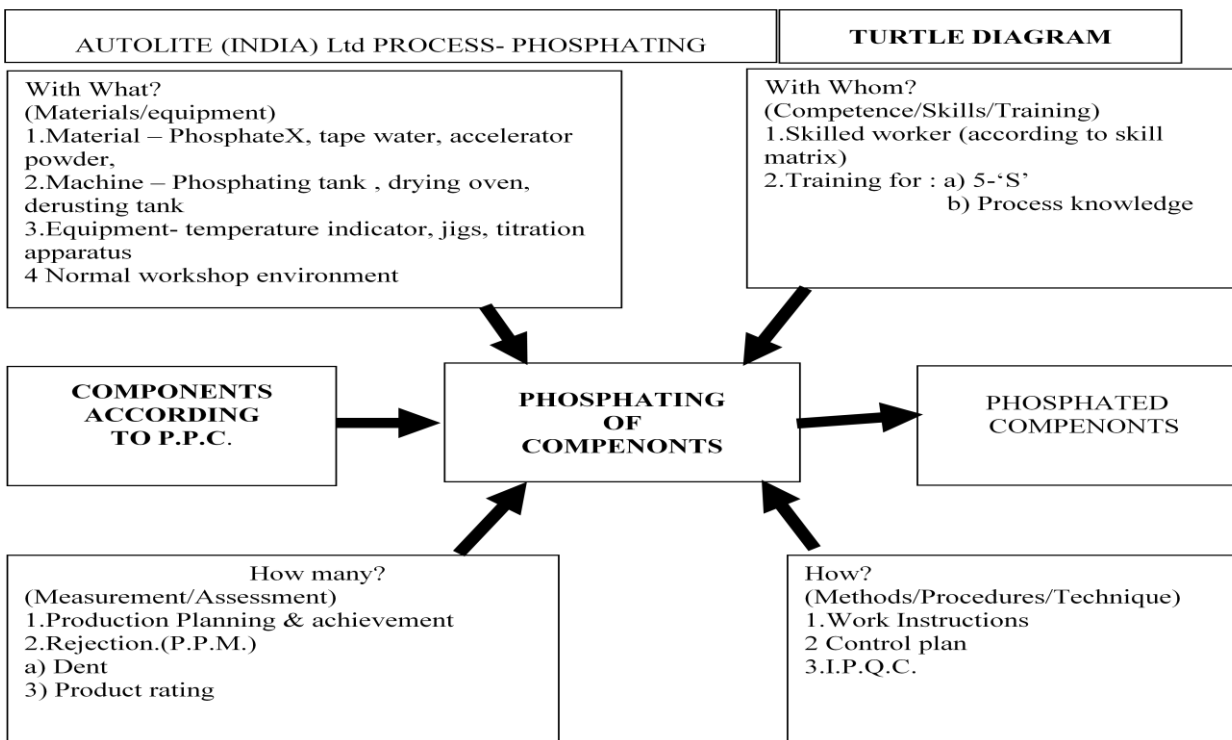 AUTOLITE (INDIA) Ltd PROCESS- PHOSPHATING
TURTLE DIAGRAM
With What?
(Materials/equipment)
1.Material – PhosphateX, tape water, accelerator
powder,
2.Machine – Phosphating tank , drying oven,
derusting tank
3.Equipment- temperature indicator, jigs, titration
apparatus
4 Normal workshop environment
With Whom?
(Competence/Skills/Training)
1.Skilled worker (according to skill
matrix)
2.Training for : a) 5-‘S’
b) Process knowledge
COMPONENTS
ACCORDING
TO P.P.C.
PHOSPHATING
OF
COMPENONTS
PHOSPHATED
COMPENONTS
How many?
(Measurement/Assessment)
1.Production Planning & achievement
2.Rejection.(P.P.M.)
a) Dent
3) Product rating
How?
(Methods/Procedures/Technique)
1.Work Instructions
2 Control plan
3.I.P.Q.C.